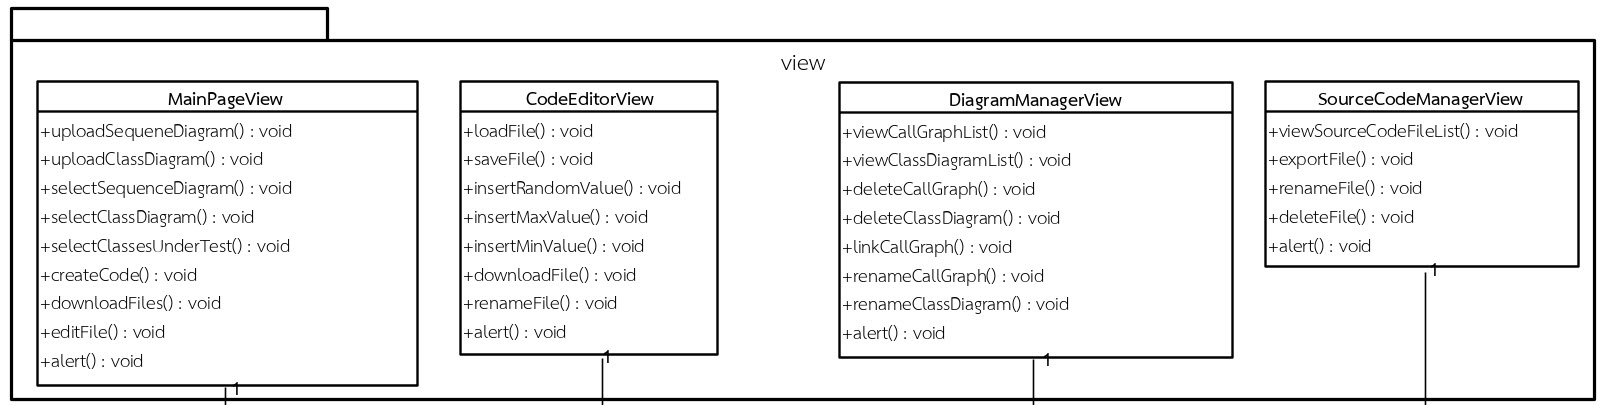 view
MainPageView
+uploadSequeneDiagram() : void
+uploadClassDiagram() : void
+selectSequenceDiagram() : void
+selectClassDiagram() : void
+selectClassesUnderTest() : void
+createCode() : void
+downloadFiles() : void
+editFile() : void
+alert() : void
1
CodeEditorView
+loadFile() : void
+saveFile() : void
+insertRandomValue() : void
+insertMaxValue() : void
+insertMinValue() : void
+downloadFile() : void
+renameFile() : void
+alert() : void
1
DiagramManagerView
+viewCallGraphList() : void
+viewClassDiagramList() : void
+deleteCallGraph() : void
+deleteClassDiagram() : void
+linkCallGraph() : void
+renameCallGraph() : void
+renameClassDiagram() : void
+alert() : void
1
SourceCodeManagerView
+viewSourceCodeFileList() : void
+exportFile() : void
+renameFile() : void
+deleteFile() : void
+alert() : void
1